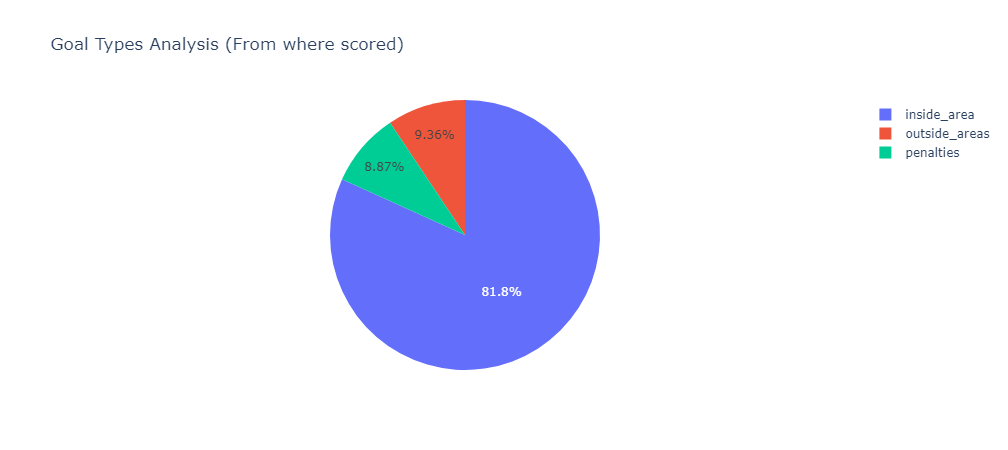 Goal Types Analysis (From where scored)
inside_area
outside_areas
penalties
9.36%
8.87%
81.8%